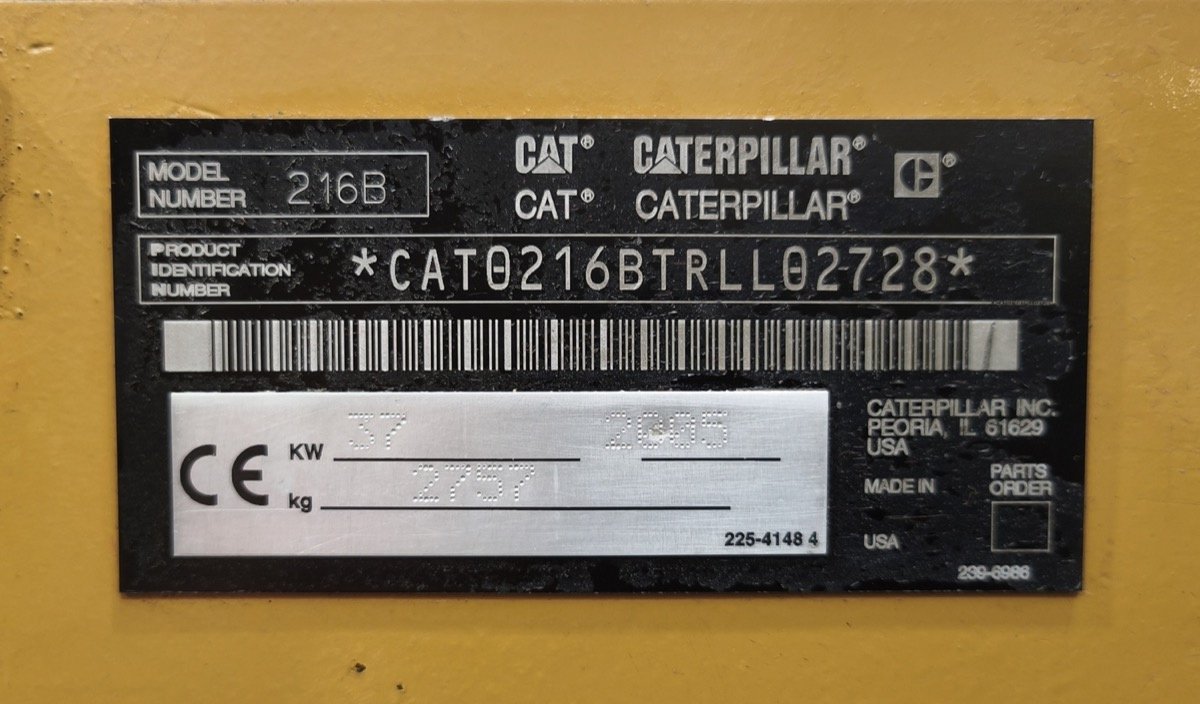 MODEL
NUMBER 216B
CAT® CATERPILLAR® C®
CAT® CATERPILLAR®
PRODUCT
IDENTIFICATION
NUMBER
*CAT0216BTRLL02728*
CE
KW 37 2005
kg 2757
225-4148 4
CATERPILLAR INC.
PEORIA, IL 61629
USA
MADE IN
USA
PARTS
ORDER
239-6986